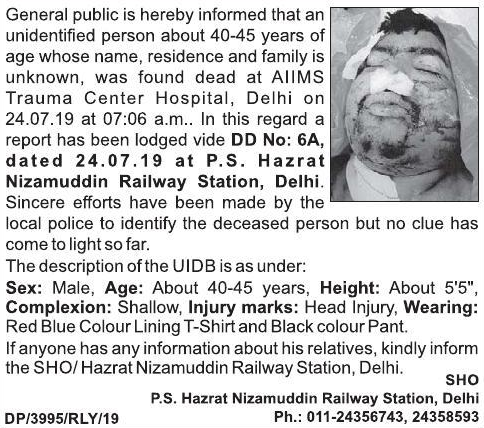 General public is hereby informed that an
unidentified person about 40-45 years of
age whose name, residence and family is
unknown, was found dead at AIIMS
Trauma Center Hospital, Delhi on
24.07.19 at 07:06 a.m.. In this regard a
report has been lodged vide DD No: 6A,
dated 24.07.19 at P.S. Hazrat
Nizamuddin Railway Station, Delhi.
Sincere efforts have been made by the
local police to identify the deceased person but no clue has
come to light so far.
The description of the UIDB is as under:
Sex: Male, Age: About 40-45 years, Height: About 5'5",
Complexion: Shallow, Injury marks: Head Injury, Wearing:
Red Blue Colour Lining T-Shirt and Black colour Pant.
If anyone has any information about his relatives, kindly inform
the SHO/ Hazrat Nizamuddin Railway Station, Delhi.
SHO
P.S. Hazrat Nizamuddin Railway Station, Delhi
DP/3995/RLY/19 Ph.: 011-24356743, 24358593